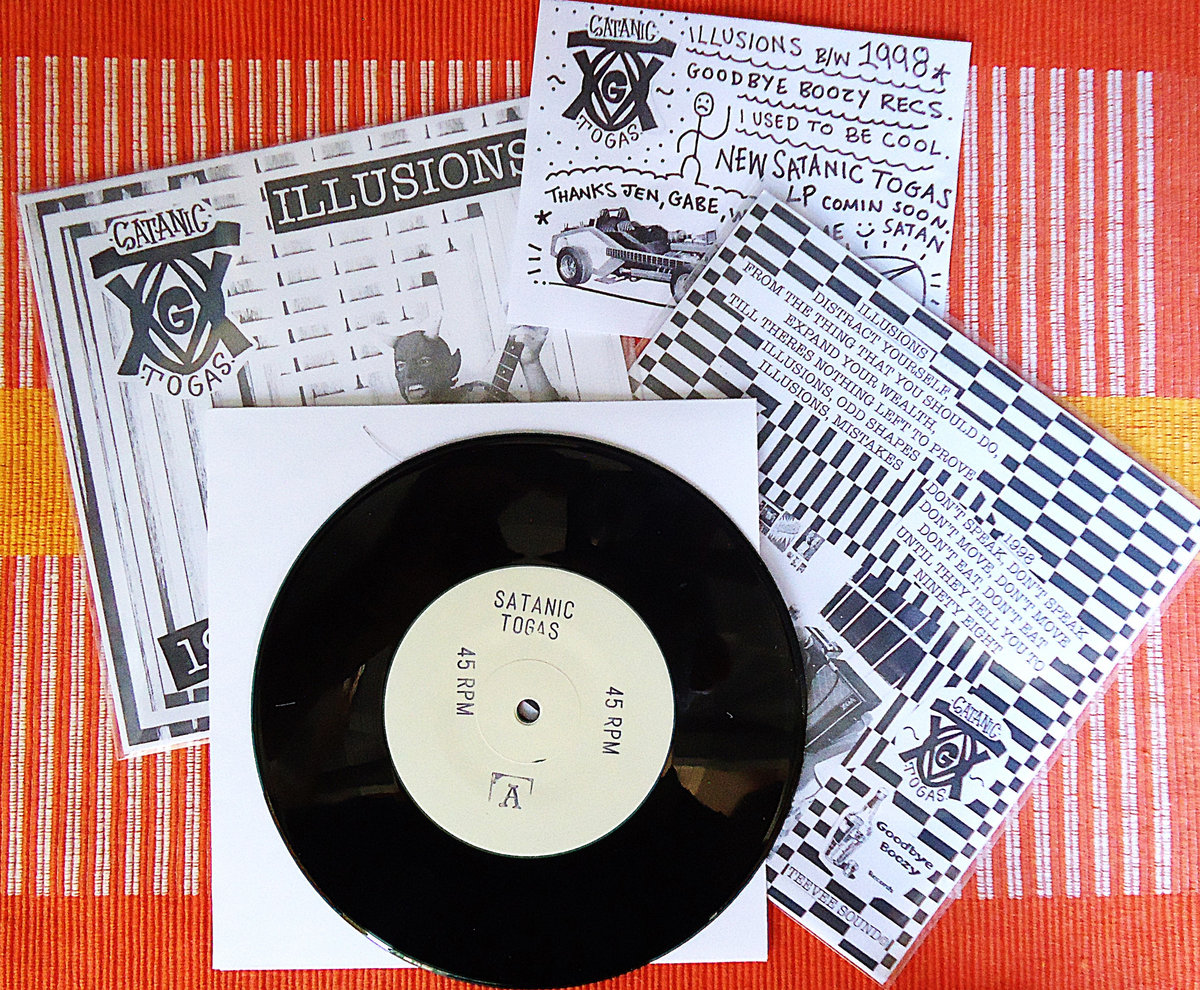 SATANIC
TOGAS
ILLUSIONS
SATANIC
G
TOGAS
ILLUSIONS B/W 1998*
GOODBYE BOOZY RECS.
I USED TO BE COOL.
NEW SATANIC TOGAS
LP COMIN SOON.
THANKS JEN, GABE,
SATAN
ILLUSIONS
DISTRACT YOURSELF,
FROM THE THING THAT YOU SHOULD DO,
EXPAND YOUR WEALTH,
TILL THERES NOTHING LEFT TO PROVE
ILLUSIONS, ODD SHAPES
ILLUSIONS, MISTAKES
1998
DON'T SPEAK, DON'T SPEAK
DON'T MOVE, DON'T MOVE
DON'T EAT, DON'T EAT
UNTIL THEY TELL YOU TO
NINETY EIGHT
SATANIC
G
TOGAS
Goodbye
Boozy
Records
TEEVEE SOUND@
SATANIC
TOGAS
45 RPM
45 RPM
A